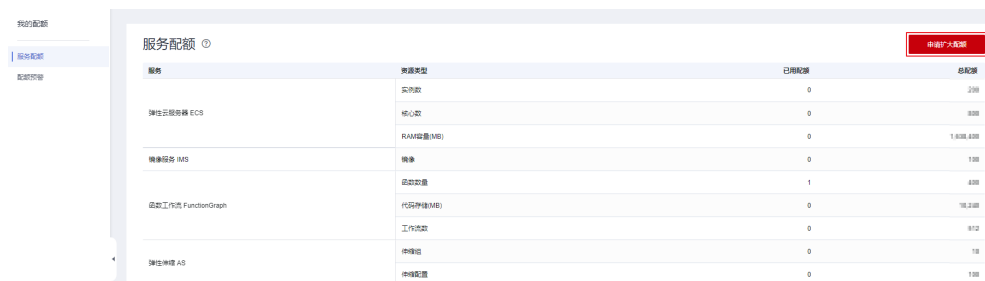 我的配额
服务配额
配额预警
服务配额
申请扩大配额
服务 资源类型 已用配额 总配额
弹性云服务器 ECS
实例数 0
核心数 0
RAM容量(MB) 0
镜像服务 IMS 镜像 0
函数工作流 FunctionGraph
函数数量 1
代码存储(MB) 0
工作流数 0
弹性伸缩 AS
伸缩组 0
伸缩配置 0